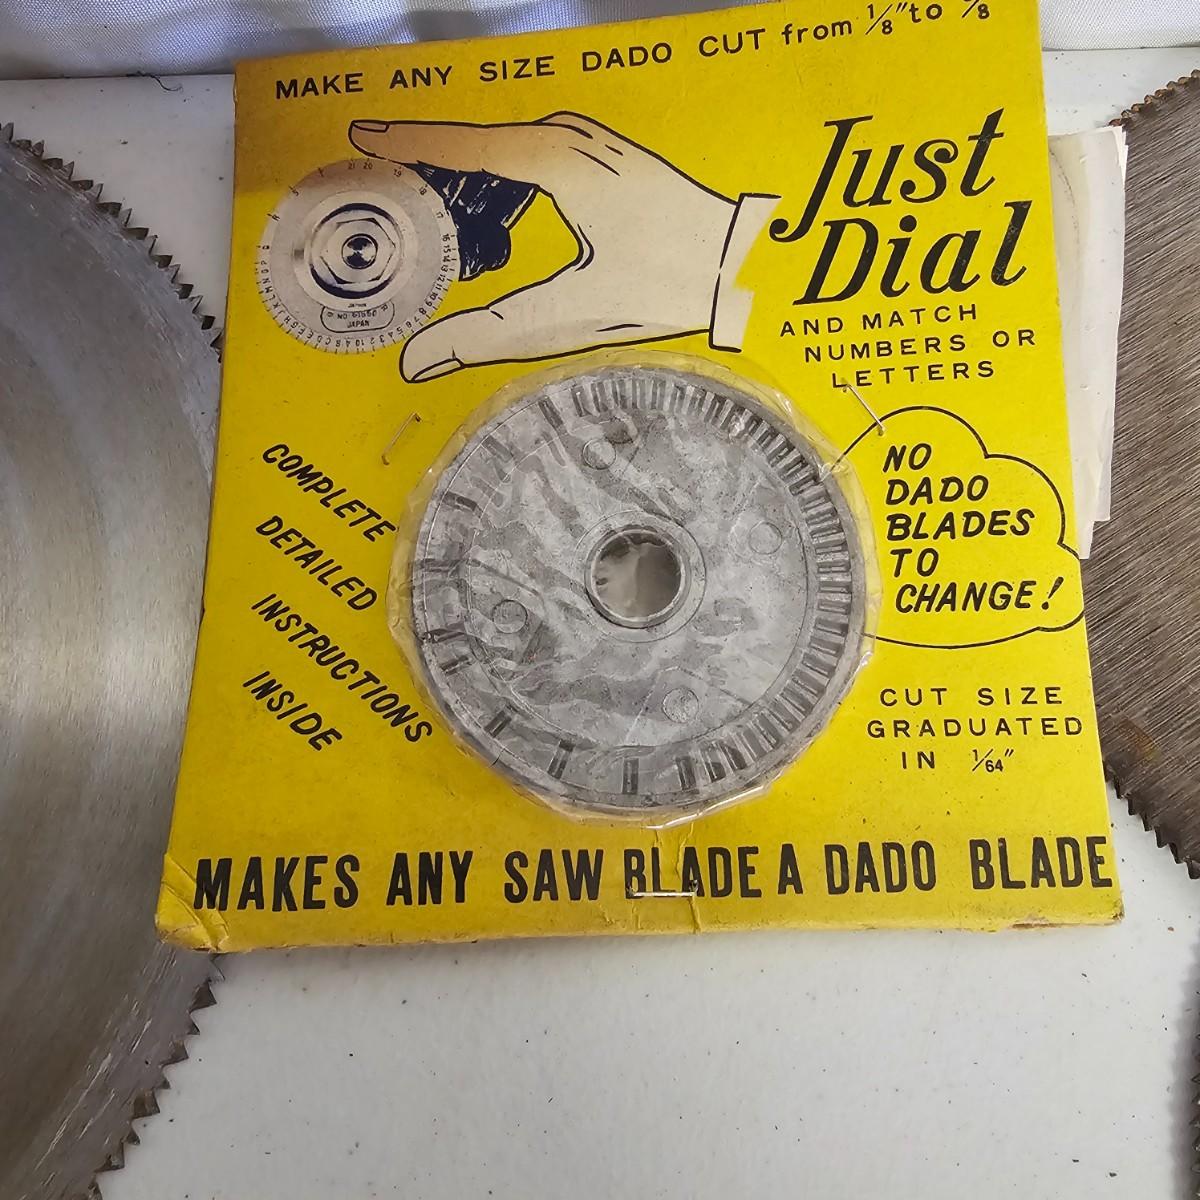 MAKE ANY SIZE DADO CUT from 1/8" to /8
Just
Dial
AND MATCH
NUMBERS OR
LETTERS
NO
DADO
BLADES
TO
CHANGE!
COMPLETE
DETAILED
INSTRUCTIONS
INSIDE
CUT SIZE
GRADUATED
IN 1/64"
MAKES ANY SAW BLADE A DADO BLADE
JAPAN
JAPAN